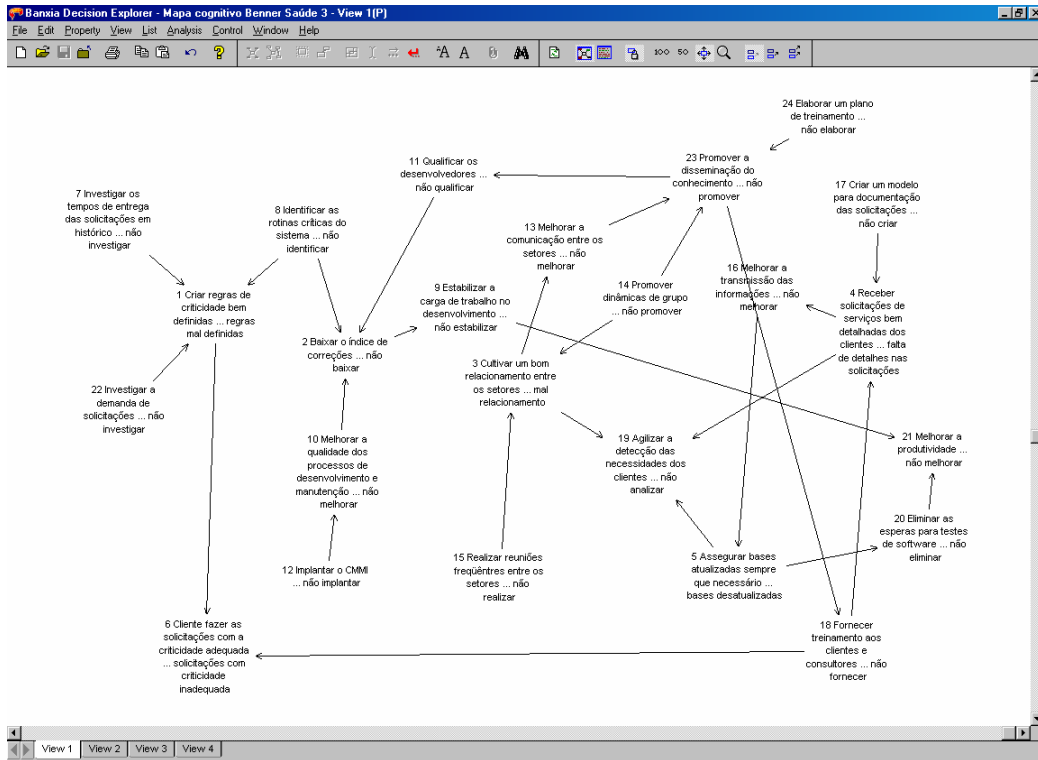 Banxia Decision Explorer - Mapa cognitivo Benner Saúde 3 - View 1(P)
File Edit Property View List Analysis Control Window Help
100 50
24 Elaborar um plano
de treinamento ...
não elaborar
11 Qualificar os
desenvolvedores ...
não qualificar
23 Promover a
disseminação do
conhecimento ... não
promover
17 Criar um modelo
para documentação
das solicitações ...
não criar
7 Investigar os
tempos de entrega
das solicitações em
histórico ... não
investigar
8 Identificar as
rotinas críticas do
sistema ... não
identificar
13 Melhorar a
comunicação entre os
setores ... não
melhorar
9 Estabilizar a
carga de trabalho no
desenvolvimento ...
não estabilizar
14 Promover
dinâmicas de grupo
... não promover
16 Melhorar a
transmissão das
informações ... não
melhorar
4 Receber
solicitações de
serviços bem
detalhadas dos
clientes ... falta
de detalhes nas
solicitações
1 Criar regras de
criticidade bem
definidas ... regras
mal definidas
2 Baixar o índice de
correções ... não
baixar
3 Cultivar um bom
relacionamento entre
os setores ... mal
relacionamento
22 Investigar a
demanda de
solicitações ... não
investigar
10 Melhorar a
qualidade dos
processos de
desenvolvimento e
manutenção ... não
melhorar
19 Agilizar a
detecção das
necessidades dos
clientes ... não
analizar
21 Melhorar a
produtividade ...
não melhorar
20 Eliminar as
esperas para testes
de software ... não
eliminar
12 Implantar o CMMI
... não implantar
15 Realizar reuniões
freqüêntres entre os
setores ... não
realizar
5 Assegurar bases
atualizadas sempre
que necessário ...
bases desatualizadas
6 Cliente fazer as
solicitações com a
criticidade adequada
... solicitações com
criticidade
inadequada
18 Fornecer
treinamento aos
clientes e
consultores ... não
fornecer
View 1 View 2 View 3 View 4